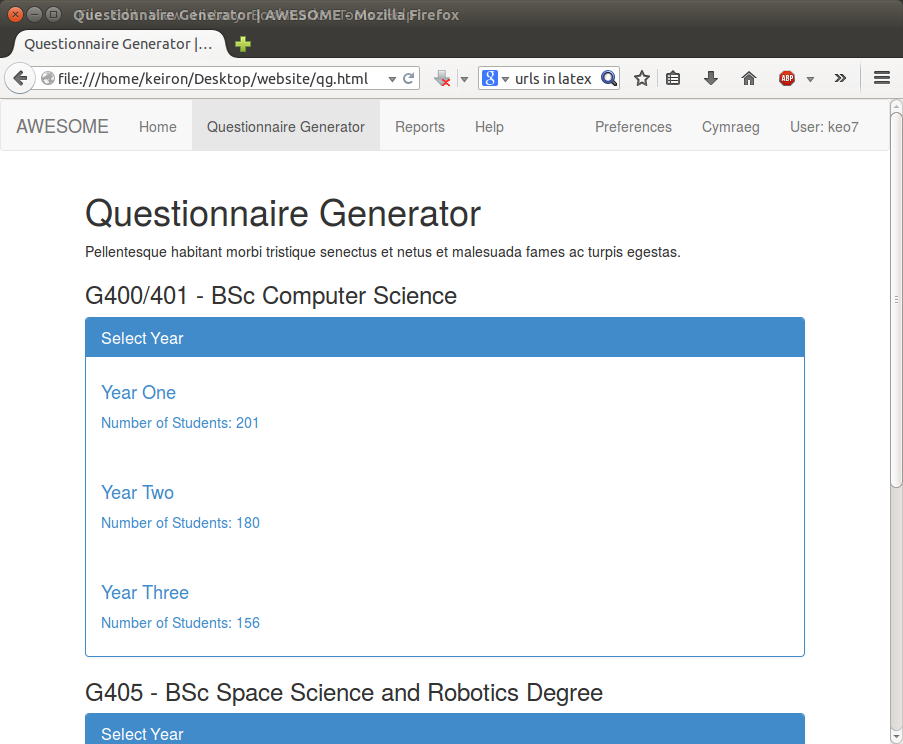 Questionnaire Generator | AWESOME - Mozilla Firefox
Questionnaire Generator |...
file:///home/keiron/Desktop/website/qg.html
8
urls in latex
ABP
AWESOME
Home
Questionnaire Generator
Reports
Help
Preferences
Cymraeg
User: keo7
Questionnaire Generator
Pellentesque habitant morbi tristique senectus et netus et malesuada fames ac turpis egestas.
G400/401 - BSc Computer Science
Select Year
Year One
Number of Students: 201
Year Two
Number of Students: 180
Year Three
Number of Students: 156
G405 - BSc Space Science and Robotics Degree
Select Year